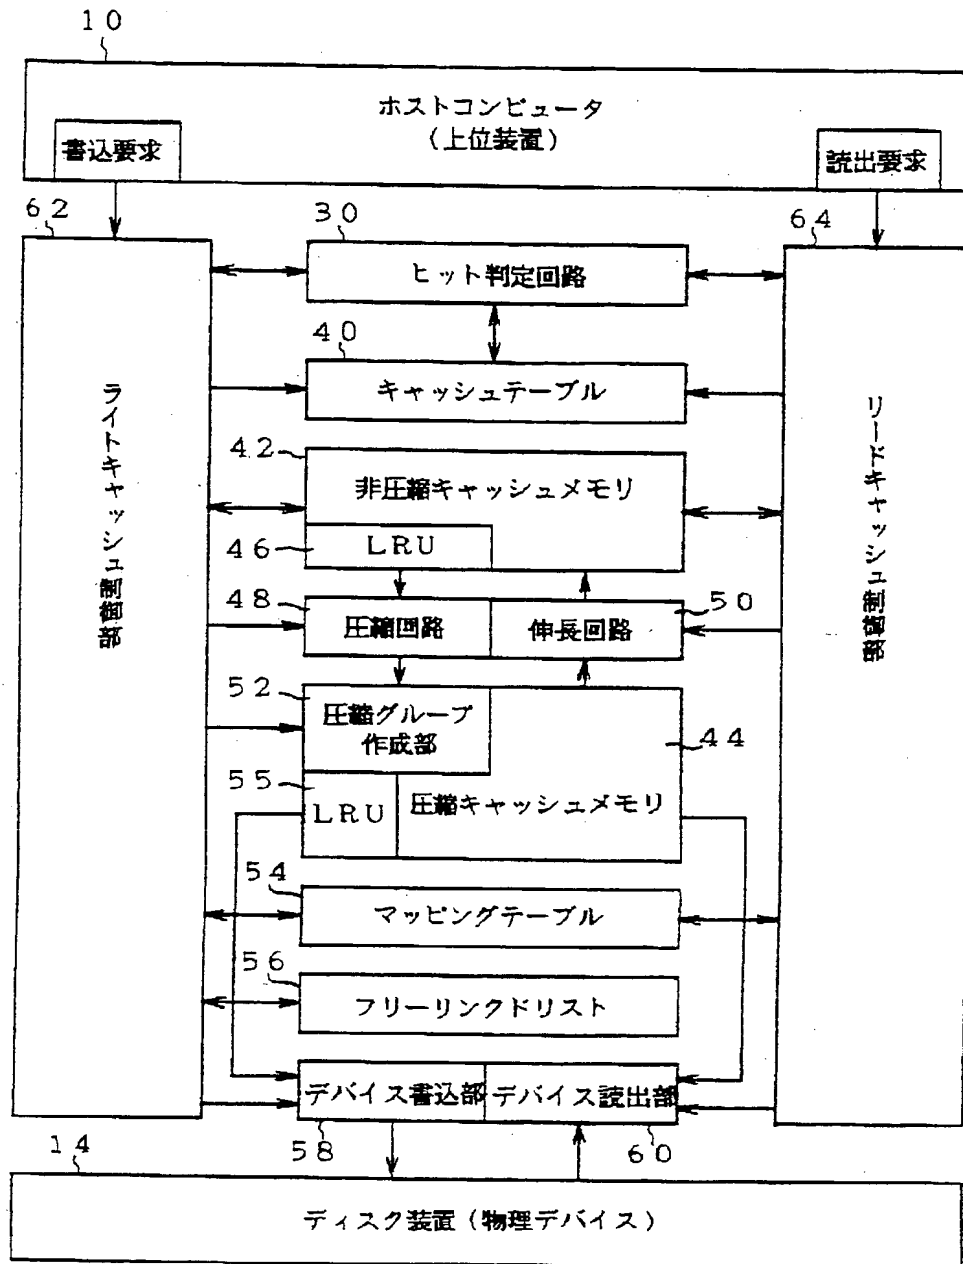 10
ホストコンピュータ
(上位装置)
書込要求
読出要求
62
30
64
ヒット判定回路
40
キャッシュテーブル
ライトキャッシュ制御部
リードキャッシュ制御部
42
非圧縮キャッシュメモリ
46
LRU
48
圧縮回路
伸長回路
50
52
圧縮グループ
作成部
44
55
LRU
圧縮キャッシュメモリ
54
マッピングテーブル
56
フリーリンクドリスト
デバイス書込部
デバイス読出部
58
60
14
ディスク装置(物理デバイス)